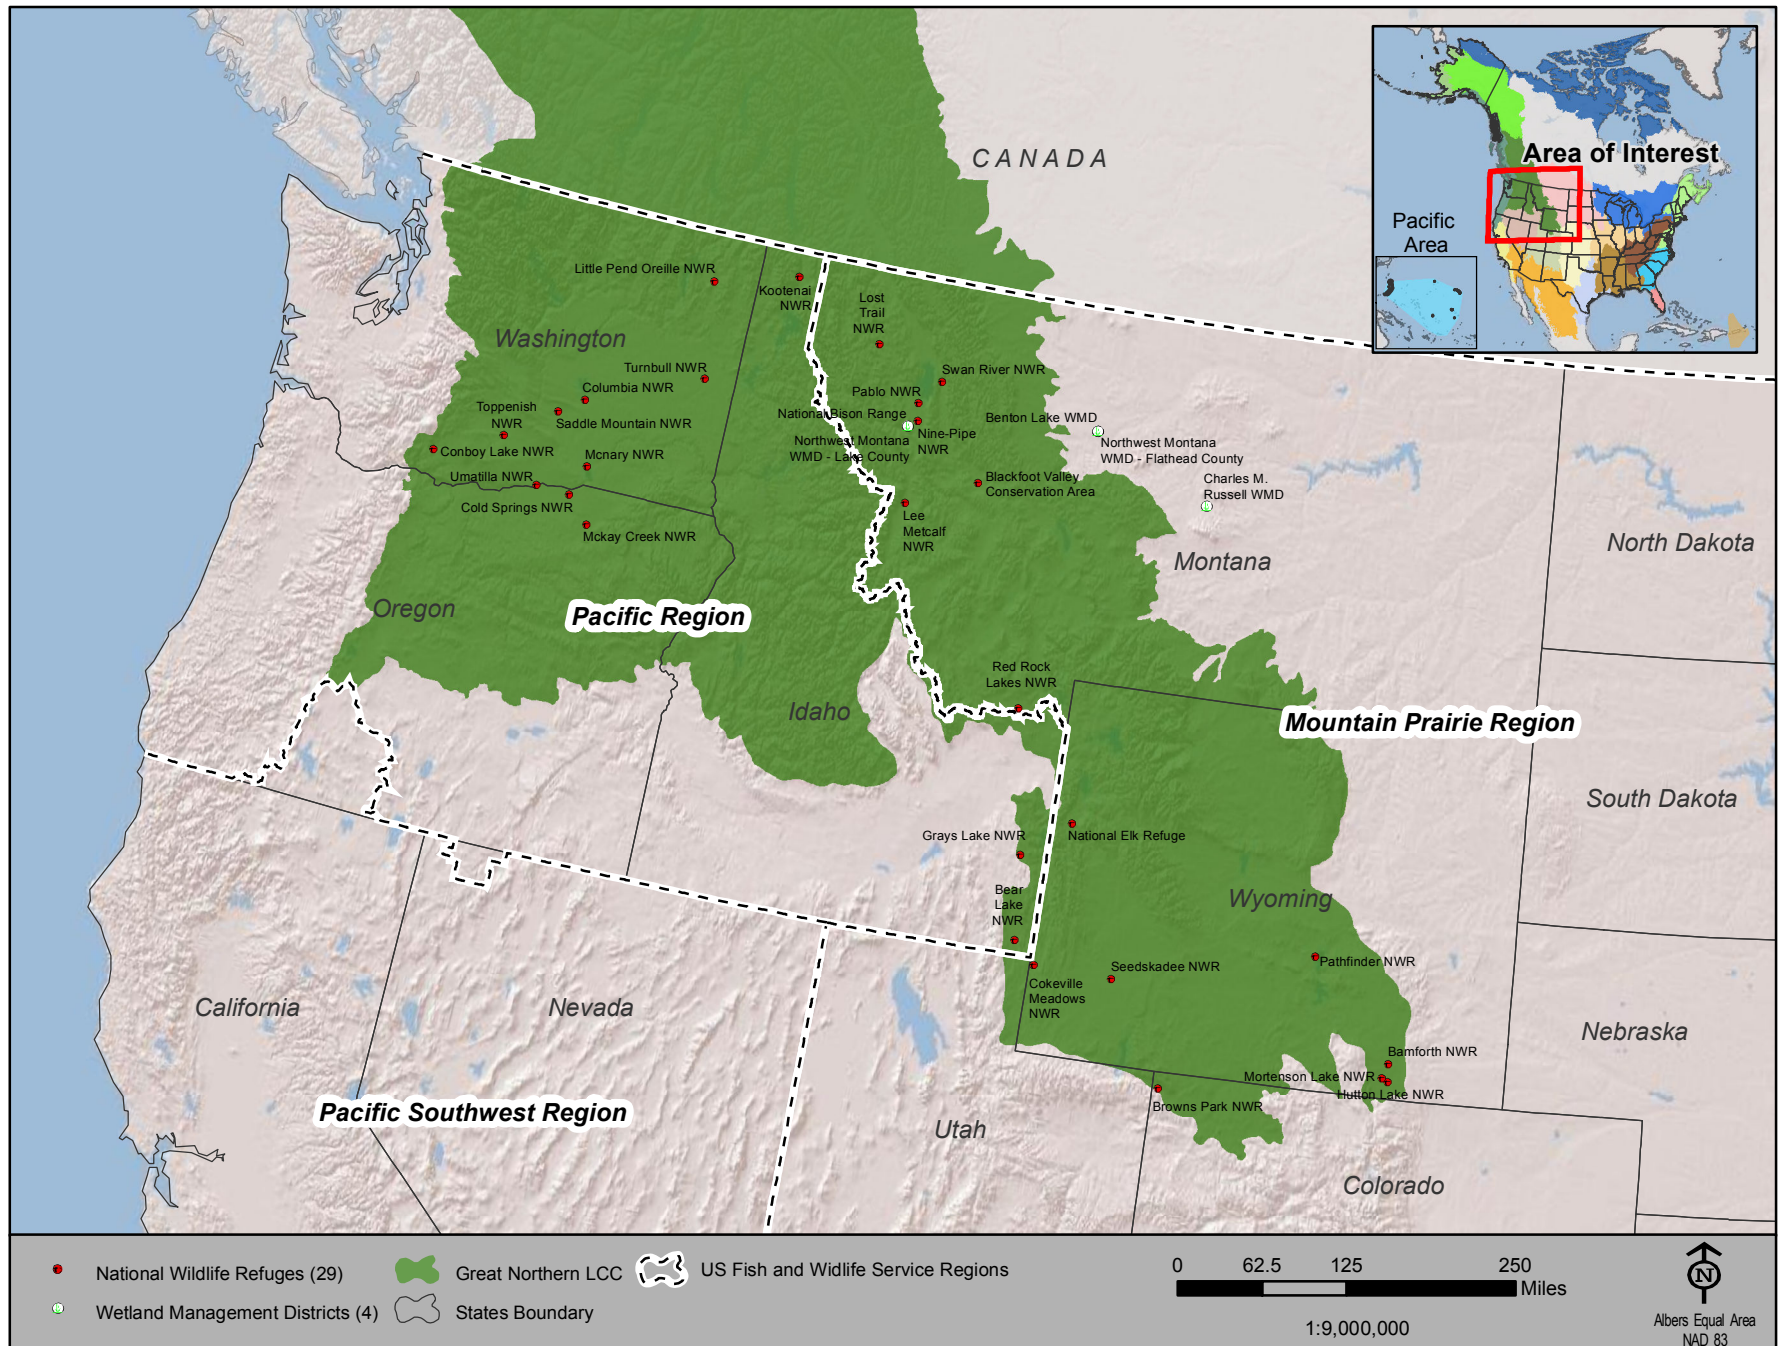 CANADA
Area of Interest
Pacific
Area
Little Pend Oreille NWR
Kootenai
NWR
Lost
Trail
NWR
Washington
Turnbull NWR
Columbia NWR
Toppenish
NWR
Saddle Mountain NWR
Conboy Lake NWR
Mcnary NWR
Umatilla NWR
Cold Springs NWR
Mckay Creek NWR
Swan River NWR
Pablo NWR
National Bison Range
Nine-Pipe
NWR
Northwest Montana
WMD - Lake County
Benton Lake WMD
Northwest Montana
WMD - Flathead County
Charles M.
Russell WMD
Blackfoot Valley
Conservation Area
Lee
Metcalf
NWR
Montana
North Dakota
Oregon
Pacific Region
Red Rock
Lakes NWR
Idaho
Mountain Prairie Region
South Dakota
Grays Lake NWR
National Elk Refuge
Bear
Lake
NWR
Wyoming
Pathfinder NWR
Seedskadee NWR
Cokeville
Meadows
NWR
California
Nevada
Nebraska
Bamforth NWR
Mortenson Lake NWR
Hutton Lake NWR
Browns Park NWR
Pacific Southwest Region
Utah
Colorado
National Wildlife Refuges (29)
Wetland Management Districts (4)
Great Northern LCC
States Boundary
US Fish and Widlife Service Regions
0 62.5 125 250
Miles
1:9,000,000
N
Albers Equal Area
NAD 83